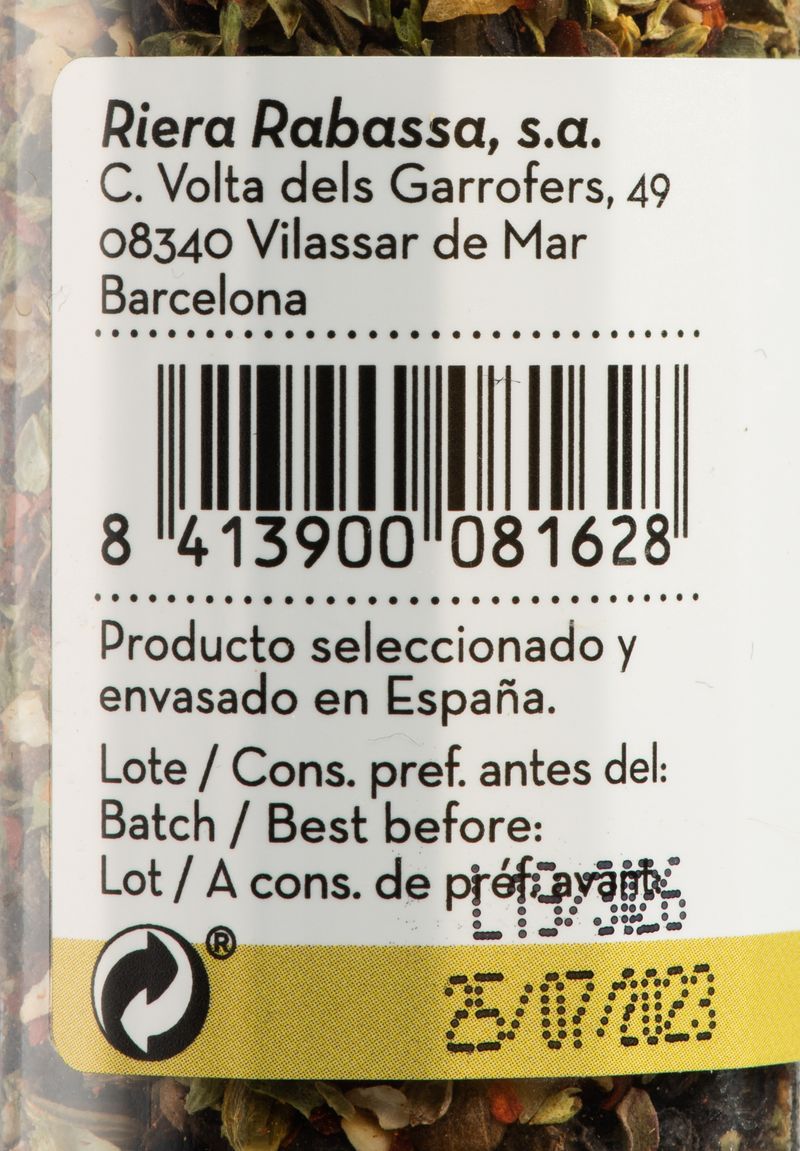 Riera Rabassa, s.a.
C. Volta dels Garrofers, 49
08340 Vilassar de Mar
Barcelona
8 413900 081628
Producto seleccionado y
envasado en España.
Lote / Cons. pref. antes del:
Batch / Best before:
Lot / A cons. de préf. avant:
®
25/07/2023